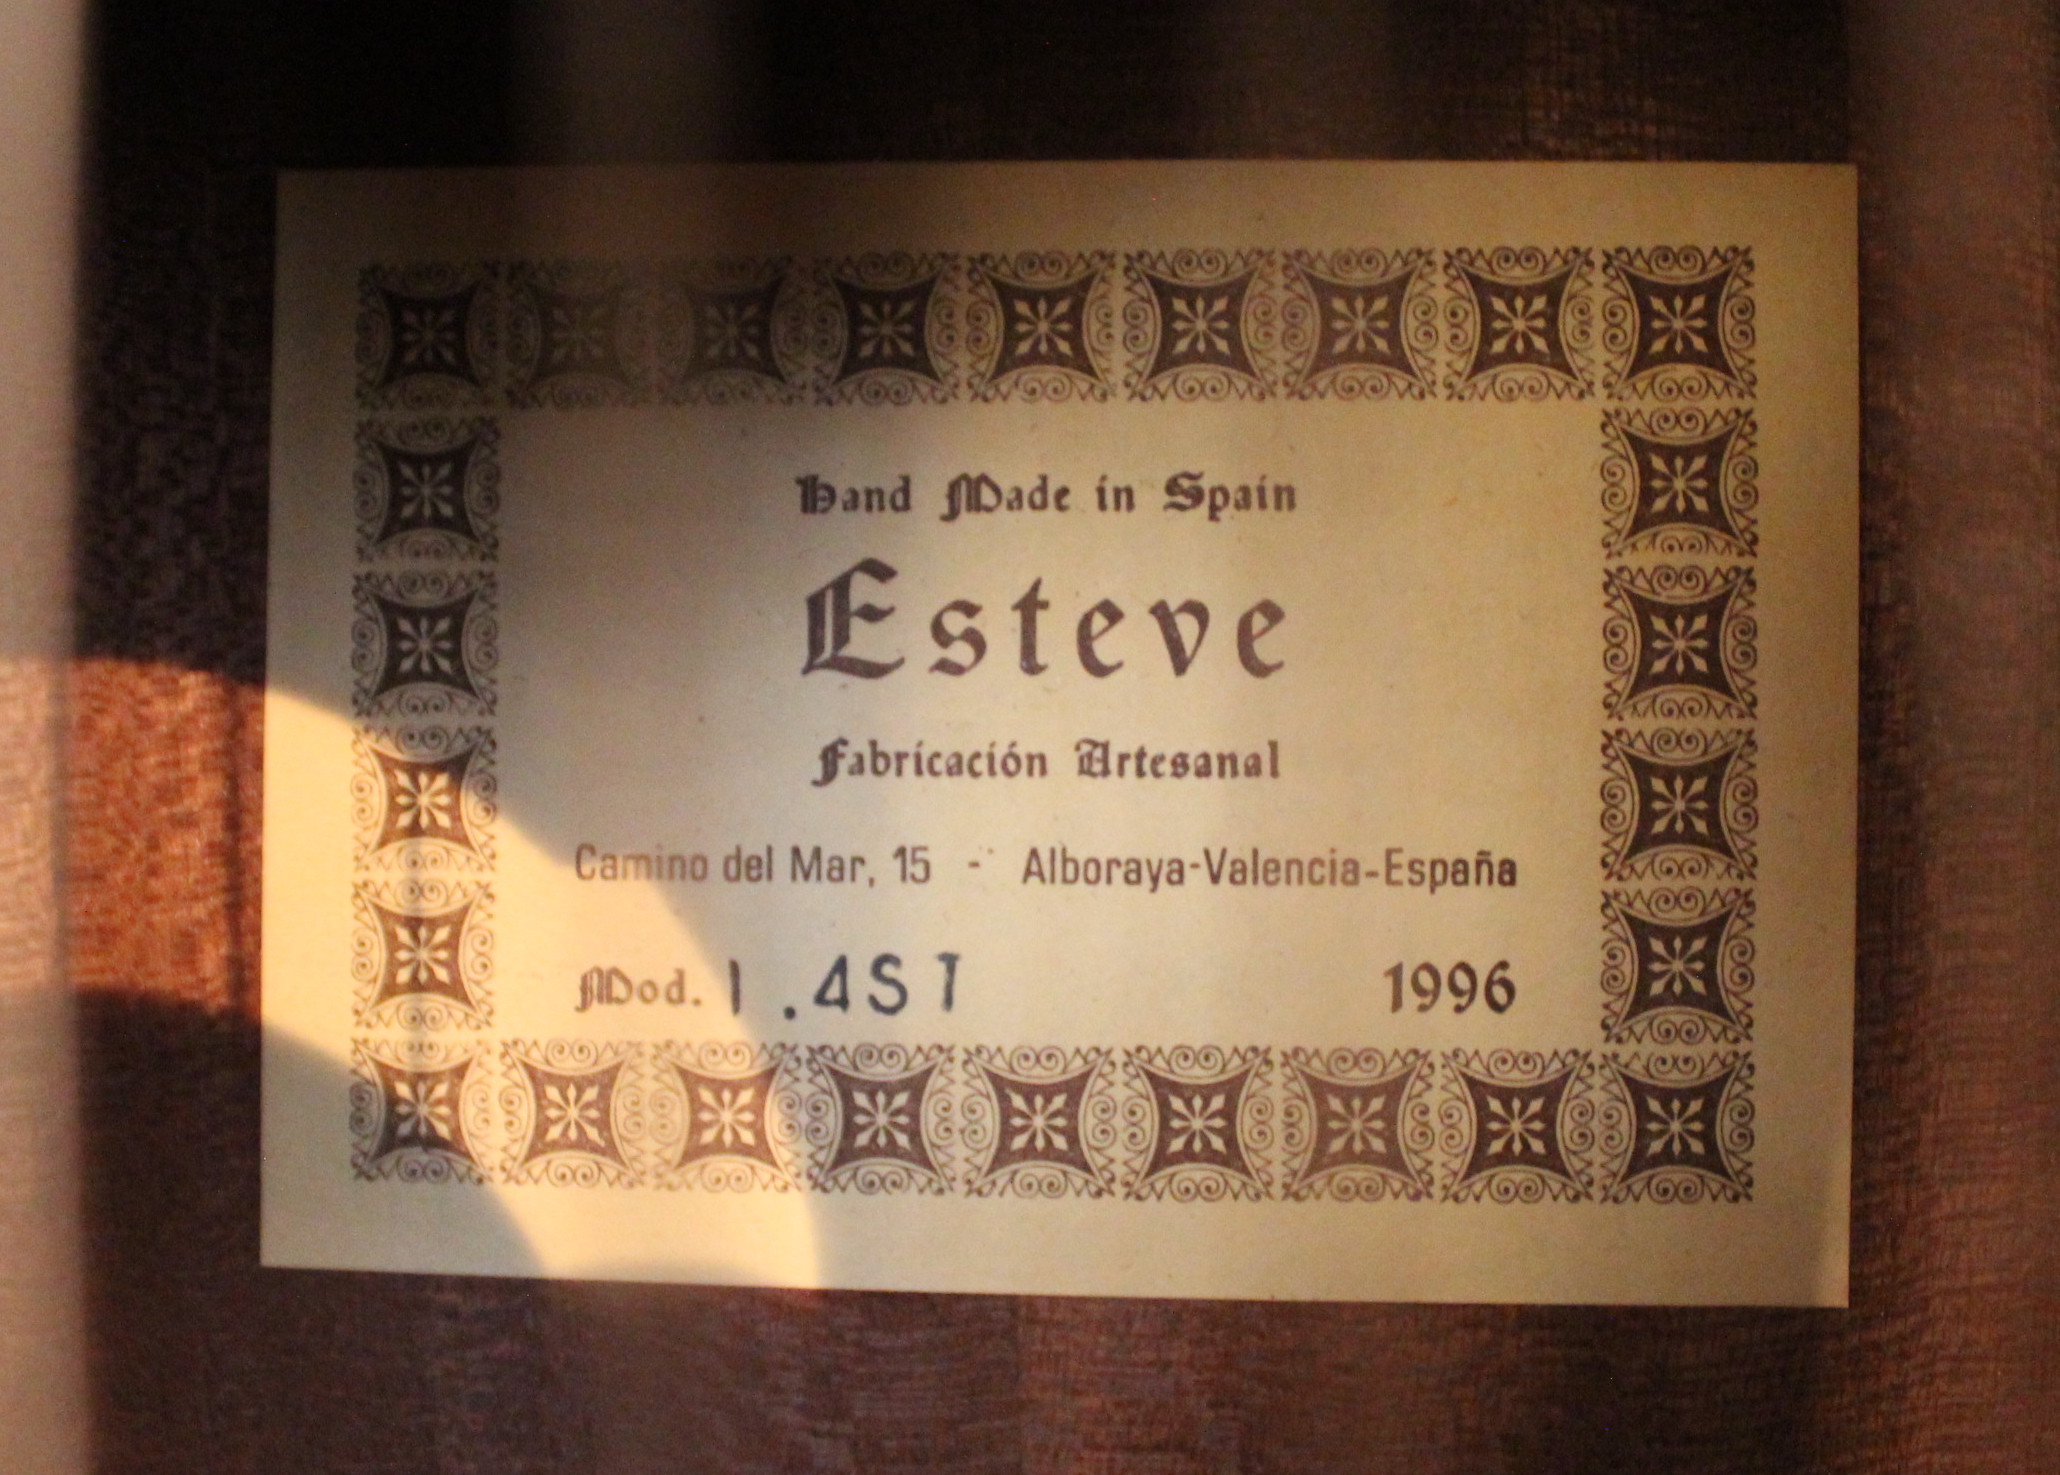 Hand Made in Spain
Esteve
Fabricación Artesanal
Camino del Mar, 15 - Alboraya-Valencia-España
Mod. 1.4ST 1996